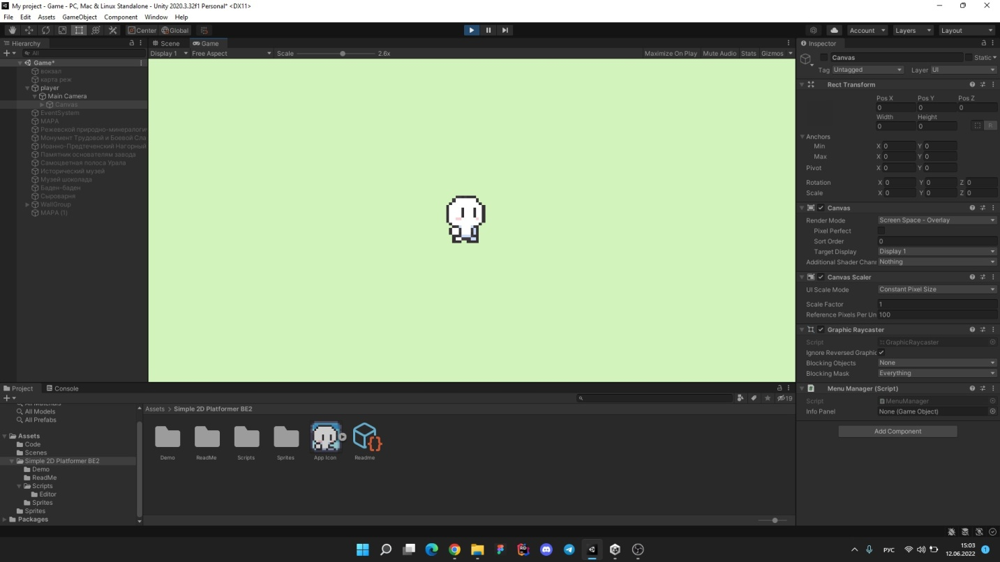 My project - Game - PC, Mac & Linux Standalone - Unity 2020.3.32f1 Personal* <DX11>
File Edit Assets GameObject Component Window Help
Center Global Account Layers Layout
Hierarchy
All
Game*
вокзал
карта реж
player
Main Camera
Canvas
EventSystem
МАРА
Режевской природно-минералоги
Монумент Трудовой и Боевой Сла
Иоанно-Предтеченский Нагорный
Памятник основателям завода
Самоцветная полоса Урала
Исторический музей
Музей шоколада
Баден-баден
Сыроварня
WallGroup
МАРА (1)
Scene Game
Display 1 Free Aspect Scale 2.6x Maximize On Play Mute Audio Stats Gizmos
Inspector
Canvas Static
Tag Untagged Layer UI
Rect Transform
Pos X Pos Y Pos Z
0 0 0
Width Height
0 0 R
Anchors
Min X 0 Y 0
Max X 0 Y 0
Pivot X 0 Y 0
Rotation X 0 Y 0 Z 0
Scale X 0 Y 0 Z 0
Canvas
Render Mode Screen Space - Overlay
Pixel Perfect
Sort Order 0
Target Display Display 1
Additional Shader Chann Nothing
Canvas Scaler
UI Scale Mode Constant Pixel Size
Scale Factor 1
Reference Pixels Per Un 100
Graphic Raycaster
Script GraphicRaycaster
Ignore Reversed Graphic
Blocking Objects None
Blocking Mask Everything
Menu Manager (Script)
Script MenuManager
Info Panel None (Game Object)
Add Component
Project Console
19
All Materials
All Models
All Prefabs
Assets
Code
Scenes
Simple 2D Platformer BE2
Demo
ReadMe
Scripts
Editor
Sprites
Sprites
Packages
Assets > Simple 2D Platformer BE2
Demo ReadMe Scripts Sprites App Icon Readme
РУС
15:03
12.06.2022
1